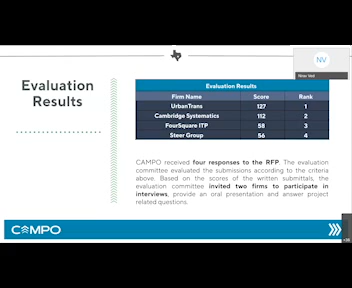 NV
Evaluation
Results
Evaluation Results
Firm Name Score Rank
UrbanTrans 127 1
Cambridge Systematics 112 2
FourSquare ITP 58 3
Steer Group 56 4
CAMPO received four responses to the RFP. The evaluation
committee evaluated the submissions according to the criteria
above. Based on the scores of the written submittals, the
evaluation committee invited two firms to participate in
interviews, provide an oral presentation and answer project
related questions.
CAMPO